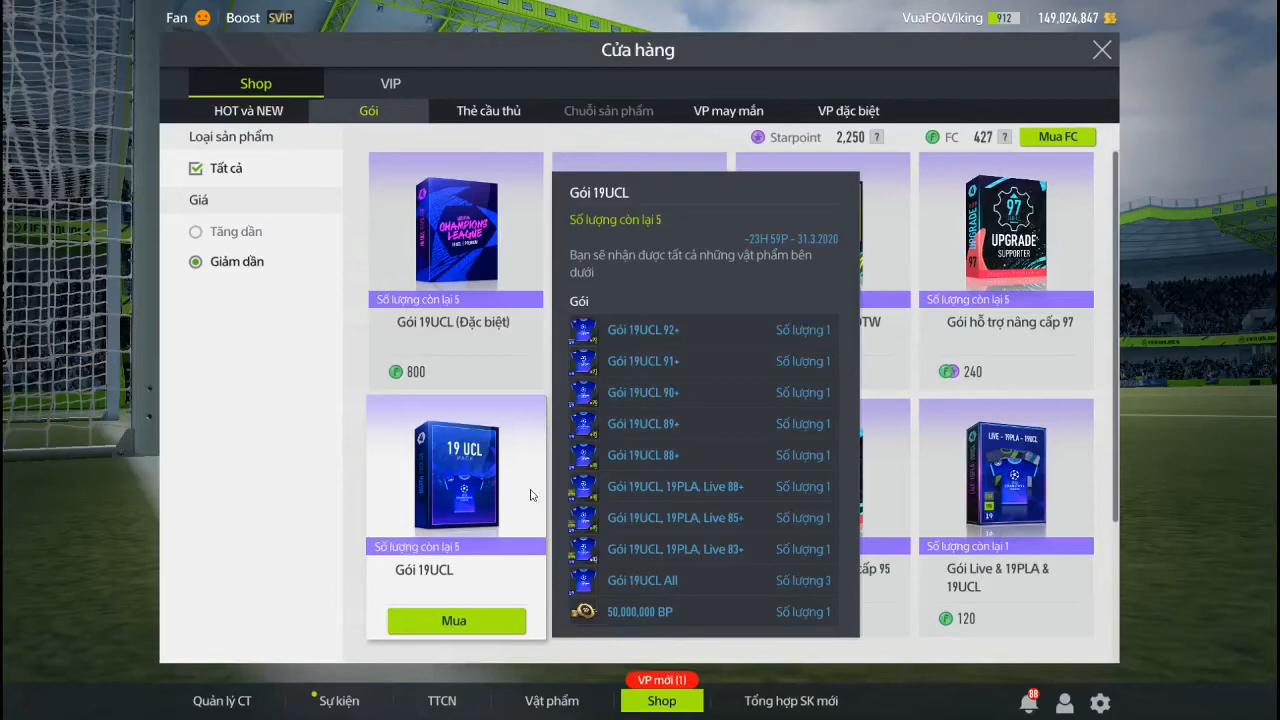 Fan Boost SVIP VuaFO4Viking 912 149,024,847
Cửa hàng
Shop VIP
HOT và NEW Gói Thẻ cầu thủ Chuỗi sản phẩm VP may mắn VP đặc biệt
Loại sản phẩm
Starpoint 2,250 ? FC 427 ? Mua FC
Tất cả
Giá
Tăng dần
Giảm dần
CHAMPIONS
LEAGUE
Số lượng còn lại 5
Gói 19UCL (Đặc biệt)
800
19 UCL
PACK
Số lượng còn lại 5
Gói 19UCL
Mua
Gói 19UCL
Số lượng còn lại 5
~23H 59P - 31.3.2020
Bạn sẽ nhận được tất cả những vật phẩm bên
dưới
Gói
Gói 19UCL 92+ Số lượng 1
Gói 19UCL 91+ Số lượng 1
Gói 19UCL 90+ Số lượng 1
Gói 19UCL 89+ Số lượng 1
Gói 19UCL 88+ Số lượng 1
Gói 19UCL, 19PLA, Live 88+ Số lượng 1
Gói 19UCL, 19PLA, Live 85+ Số lượng 1
Gói 19UCL, 19PLA, Live 83+ Số lượng 1
Gói 19UCL All Số lượng 3
50,000,000 BP Số lượng 1
OTW
cấp 95
97
UPGRADE
SUPPORTER
97
Số lượng còn lại 5
Gói hỗ trợ nâng cấp 97
240
LIVE - 19PLA - 19UCL
19
Số lượng còn lại 1
Gói Live & 19PLA &
19UCL
120
VP mới (1)
Quản lý CT Sự kiện TTCN Vật phẩm Shop Tổng hợp SK mới 88